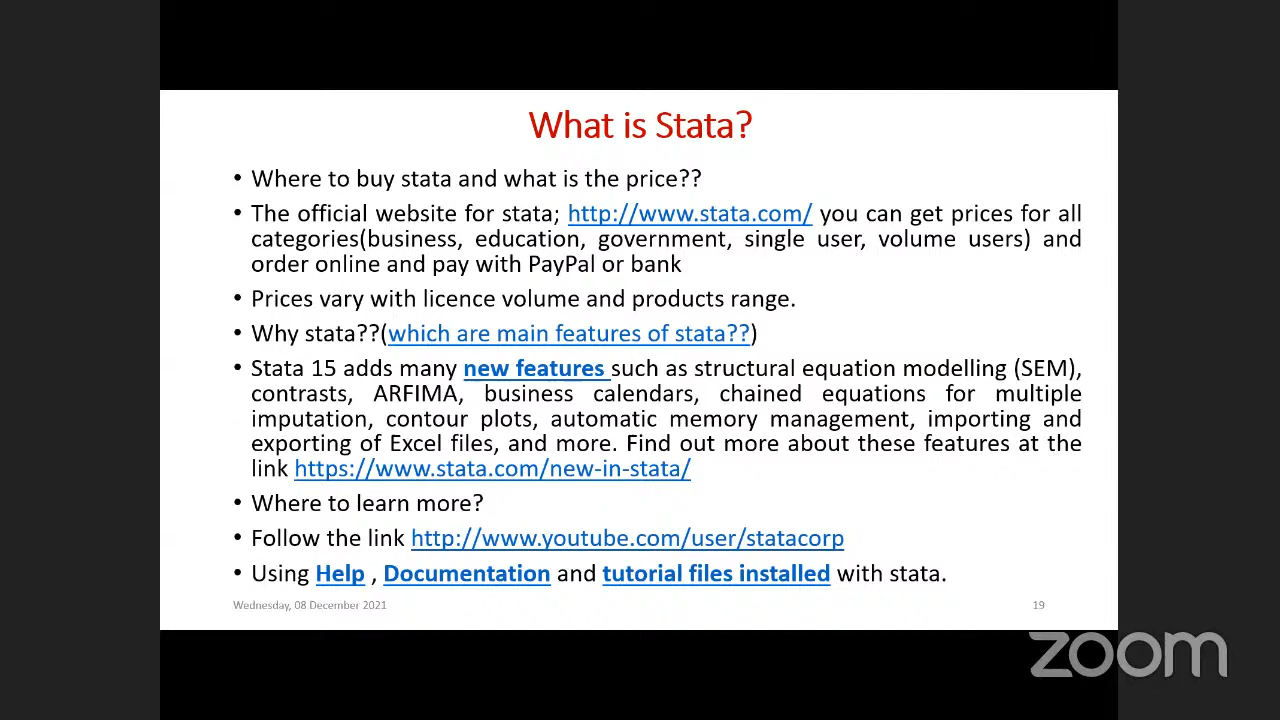 What is Stata?
• Where to buy stata and what is the price??
• The official website for stata; http://www.stata.com/ you can get prices for all
categories(business, education, government, single user, volume users) and
order online and pay with PayPal or bank
• Prices vary with licence volume and products range.
• Why stata??(which are main features of stata??)
• Stata 15 adds many new features such as structural equation modelling (SEM),
contrasts, ARFIMA, business calendars, chained equations for multiple
imputation, contour plots, automatic memory management, importing and
exporting of Excel files, and more. Find out more about these features at the
link https://www.stata.com/new-in-stata/
• Where to learn more?
• Follow the link http://www.youtube.com/user/statacorp
• Using Help , Documentation and tutorial files installed with stata.
Wednesday, 08 December 2021
19
zoom